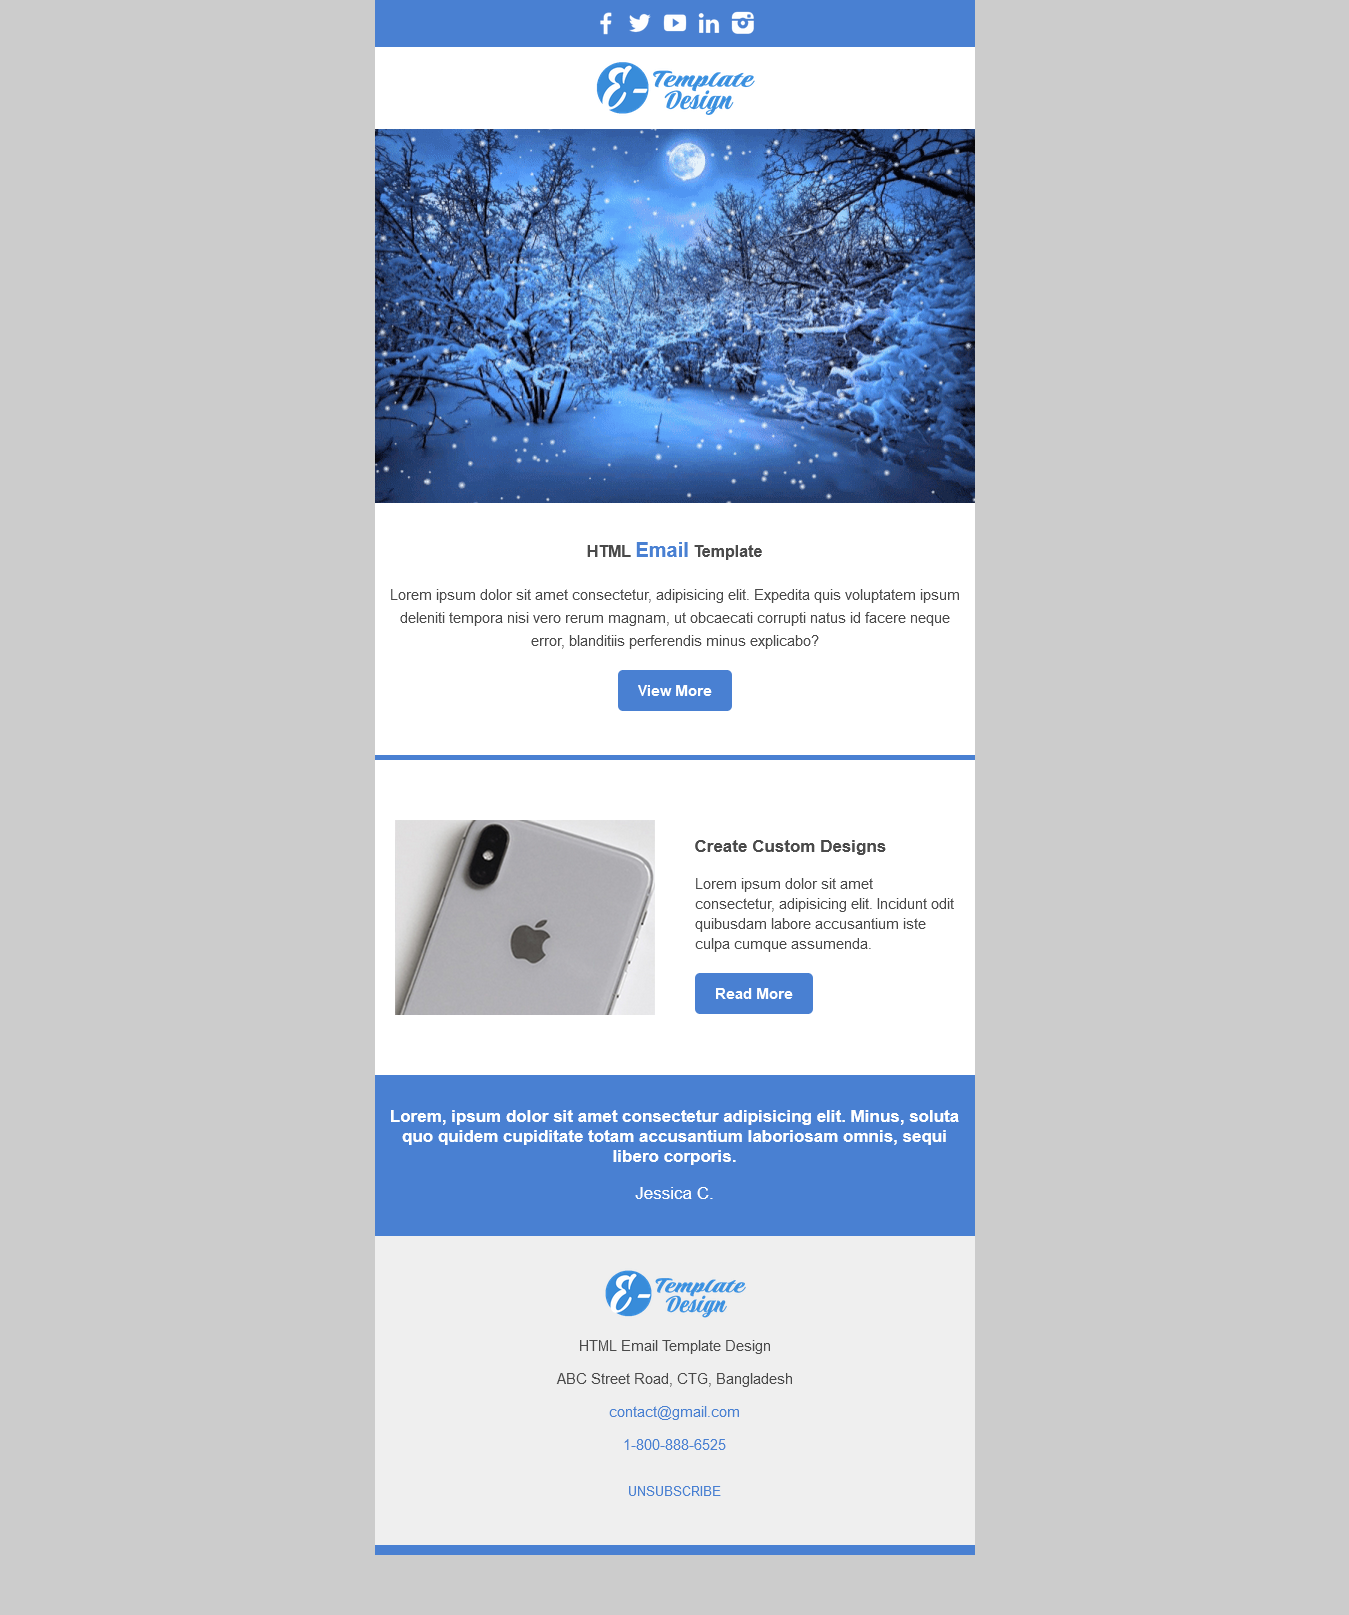 E-Template
Design
HTML Email Template
Lorem ipsum dolor sit amet consectetur, adipisicing elit. Expedita quis voluptatem ipsum
deleniti tempora nisi vero rerum magnam, ut obcaecati corrupti natus id facere neque
error, blanditiis perferendis minus explicabo?
View More
Create Custom Designs
Lorem ipsum dolor sit amet
consectetur, adipisicing elit. Incidunt odit
quibusdam labore accusantium iste
culpa cumque assumenda.
Read More
Lorem, ipsum dolor sit amet consectetur adipisicing elit. Minus, soluta
quo quidem cupiditate totam accusantium laboriosam omnis, sequi
libero corporis.
Jessica C.
E-Template
Design
HTML Email Template Design
ABC Street Road, CTG, Bangladesh
contact@gmail.com
1-800-888-6525
UNSUBSCRIBE